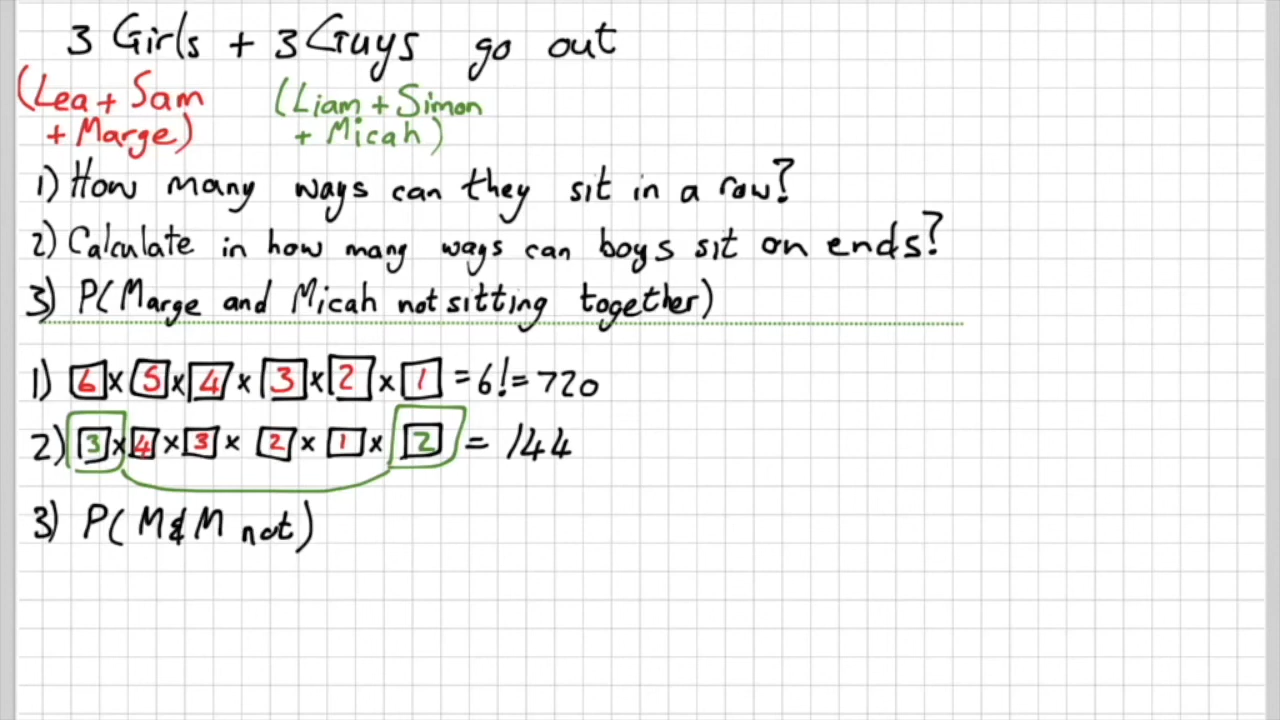 3 Girls + 3 Guys go out
(Lea + Sam + Marge) (Liam + Simon + Micah)
1) How many ways can they sit in a row?
2) Calculate in how many ways can boys sit on ends?
3) P(Marge and Micah not sitting together)
1) 6 × 5 × 4 × 3 × 2 × 1 = 6! = 720
2) 3 × 4 × 3 × 2 × 1 × 2 = 144
3) P(M & M not)